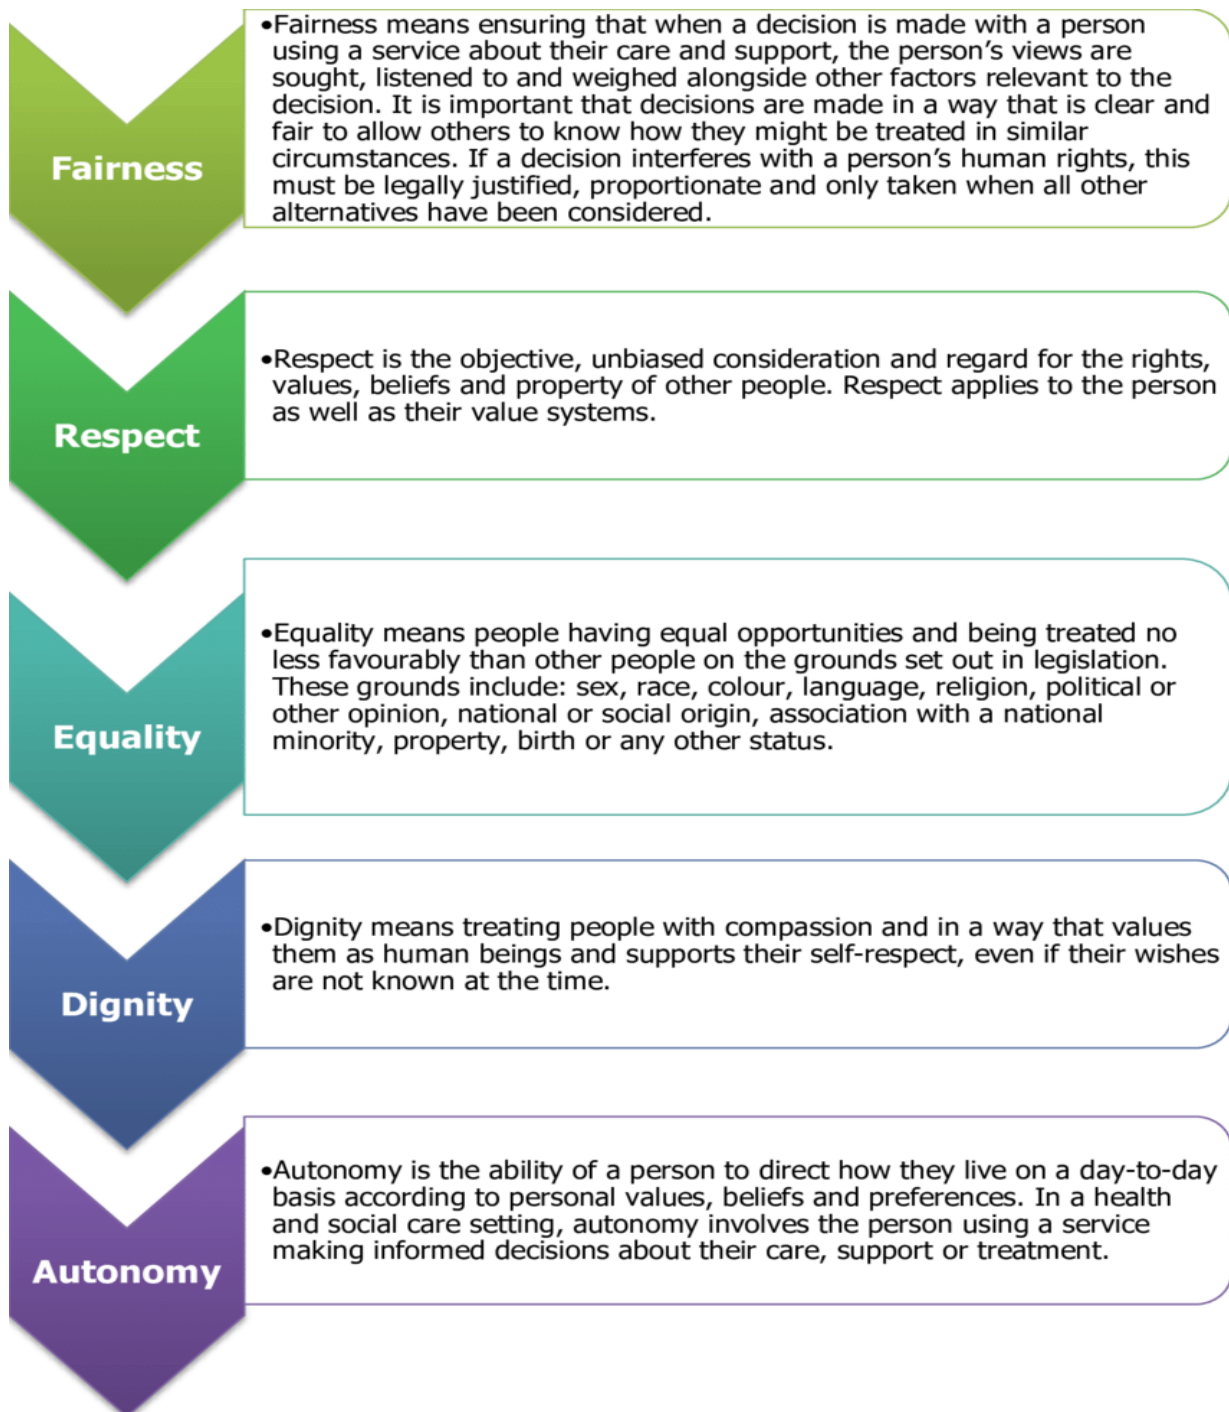 Fairness
•Fairness means ensuring that when a decision is made with a person
using a service about their care and support, the person’s views are
sought, listened to and weighed alongside other factors relevant to the
decision. It is important that decisions are made in a way that is clear and
fair to allow others to know how they might be treated in similar
circumstances. If a decision interferes with a person’s human rights, this
must be legally justified, proportionate and only taken when all other
alternatives have been considered.
Respect
•Respect is the objective, unbiased consideration and regard for the rights,
values, beliefs and property of other people. Respect applies to the person
as well as their value systems.
Equality
•Equality means people having equal opportunities and being treated no
less favourably than other people on the grounds set out in legislation.
These grounds include: sex, race, colour, language, religion, political or
other opinion, national or social origin, association with a national
minority, property, birth or any other status.
Dignity
•Dignity means treating people with compassion and in a way that values
them as human beings and supports their self-respect, even if their wishes
are not known at the time.
Autonomy
•Autonomy is the ability of a person to direct how they live on a day-to-day
basis according to personal values, beliefs and preferences. In a health
and social care setting, autonomy involves the person using a service
making informed decisions about their care, support or treatment.